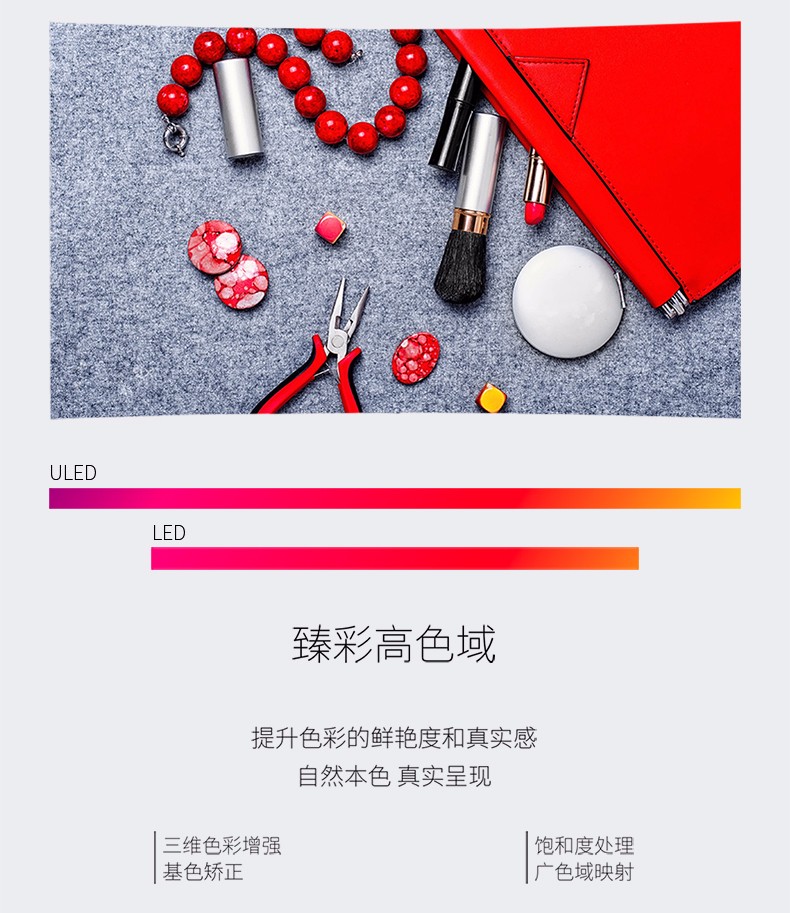 ULED
LED
臻彩高色域
提升色彩的鲜艳度和真实感
自然本色 真实呈现
三维色彩增强
基色矫正
饱和度处理
广色域映射